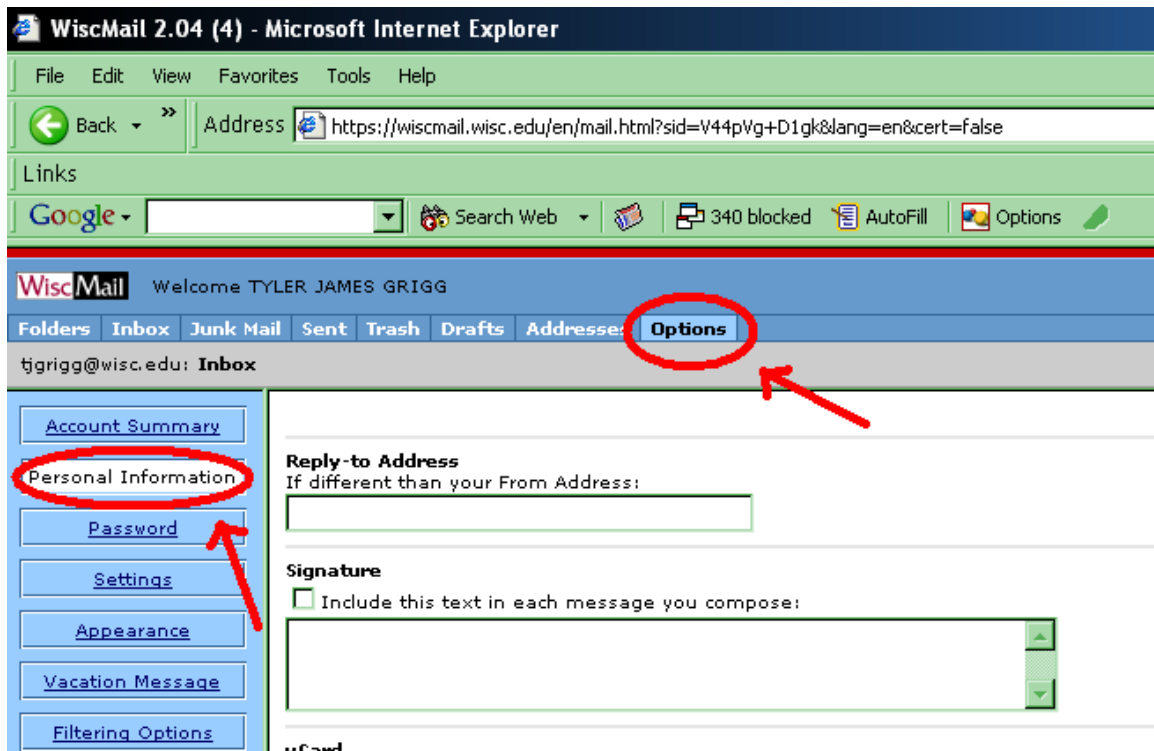 WiscMail 2.04 (4) - Microsoft Internet Explorer
File Edit View Favorites Tools Help
Back » Address https://wiscmail.wisc.edu/en/mail.html?sid=V44pVg+D1gk&lang=en&cert=false
Links
Google Search Web 340 blocked AutoFill Options
WiscMail Welcome TYLER JAMES GRIGG
Folders Inbox Junk Mail Sent Trash Drafts Addresses Options
tjgrigg@wisc.edu: Inbox
Account Summary
Personal Information
Password
Settings
Appearance
Vacation Message
Filtering Options
Reply-to Address
If different than your From Address:
Signature
Include this text in each message you compose:
vCard